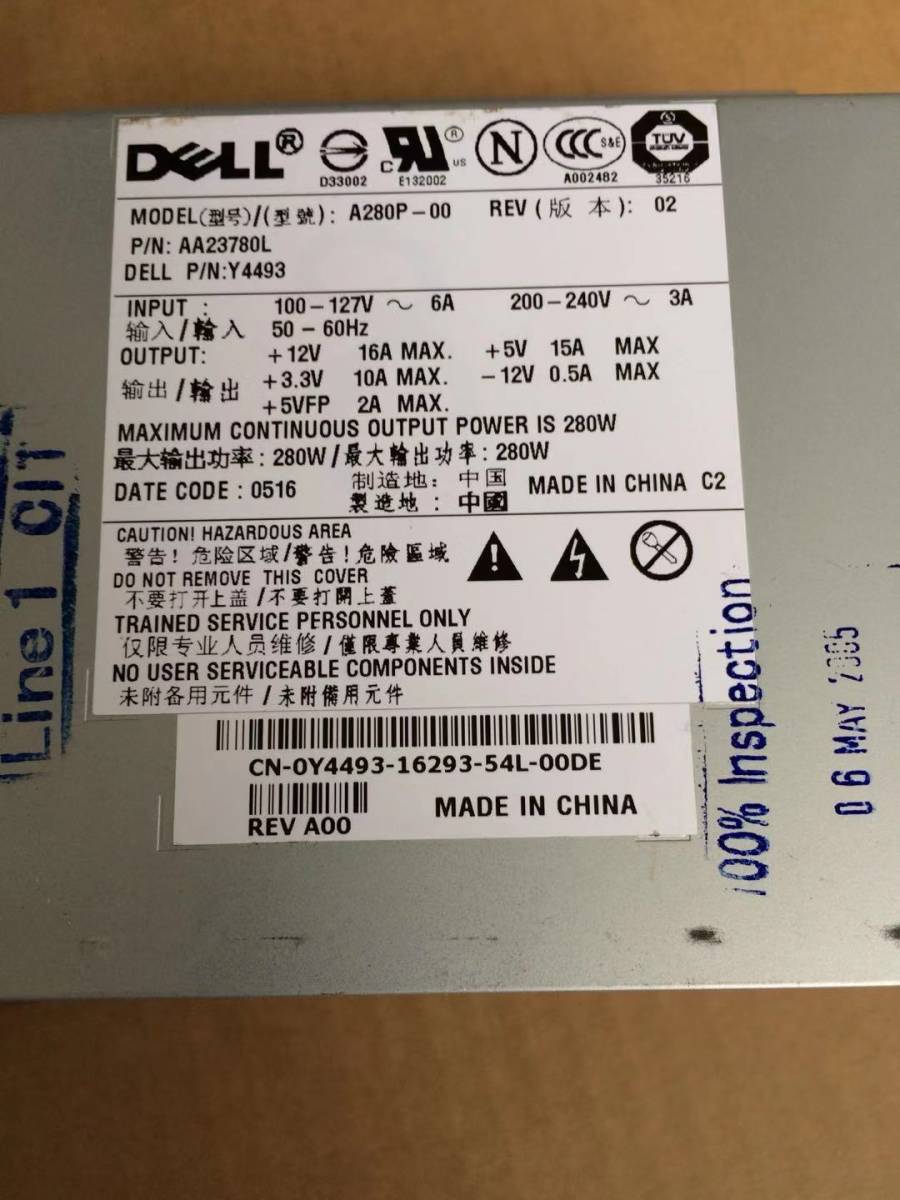 DELL®
D33002
C UL ® US
E132002
N
CCC S&E
A002482
TÜV
35216
MODEL(型号)/(型號): A280P-00 REV(版 本): 02
P/N: AA23780L
DELL P/N:Y4493
INPUT : 100-127V ~ 6A 200-240V ~ 3A
输入/輸入 50-60Hz
OUTPUT: +12V 16A MAX. +5V 15A MAX
输出/輸出 +3.3V 10A MAX. -12V 0.5A MAX
+5VFP 2A MAX.
MAXIMUM CONTINUOUS OUTPUT POWER IS 280W
最大输出功率: 280W/最大輸出功率: 280W
DATE CODE : 0516 制造地: 中国 MADE IN CHINA C2
製造地: 中國
CAUTION! HAZARDOUS AREA
警告! 危险区域/警告!危險區域
DO NOT REMOVE THIS COVER
不要打开上盖/不要打開上蓋
TRAINED SERVICE PERSONNEL ONLY
仅限专业人员维修/僅限專業人員維修
NO USER SERVICEABLE COMPONENTS INSIDE
未附备用元件/未附備用元件
CN-0Y4493-16293-54L-00DE
REV A00 MADE IN CHINA
Line 1 CIT
100% Inspection
06 MAY 2005